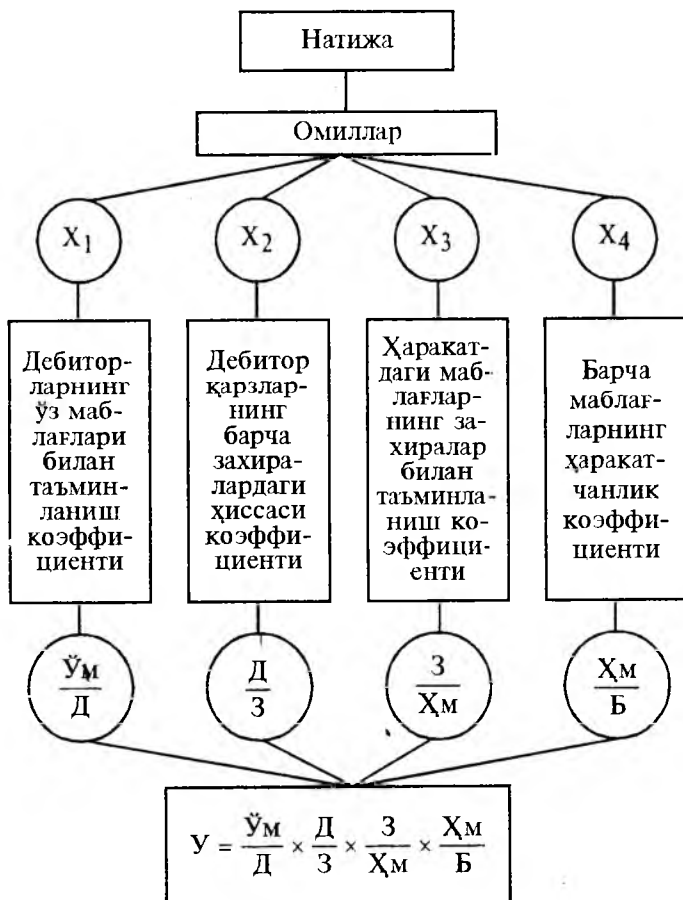 Натижа
Омиллар
X1
X2
X3
X4
Дебитор-
ларнинг
ўз маб-
лағлари
билан
таъмин-
ланиш
коэффи-
циенти
Дебитор
қарзлар-
нинг
барча
захира-
лардаги
ҳиссаси
коэффи-
циенти
Ҳаракат-
даги маб-
лағлар-
нинг за-
хиралар
билан
таъминла-
ниш ко-
эффици-
енти
Барча
маблағ-
ларнинг
ҳаракат-
чанлик
коэффи-
циенти
Ўм
Д
Д
З
З
Ҳм
Ҳм
Б
У = Ўм/Д × Д/З × З/Ҳм × Ҳм/Б